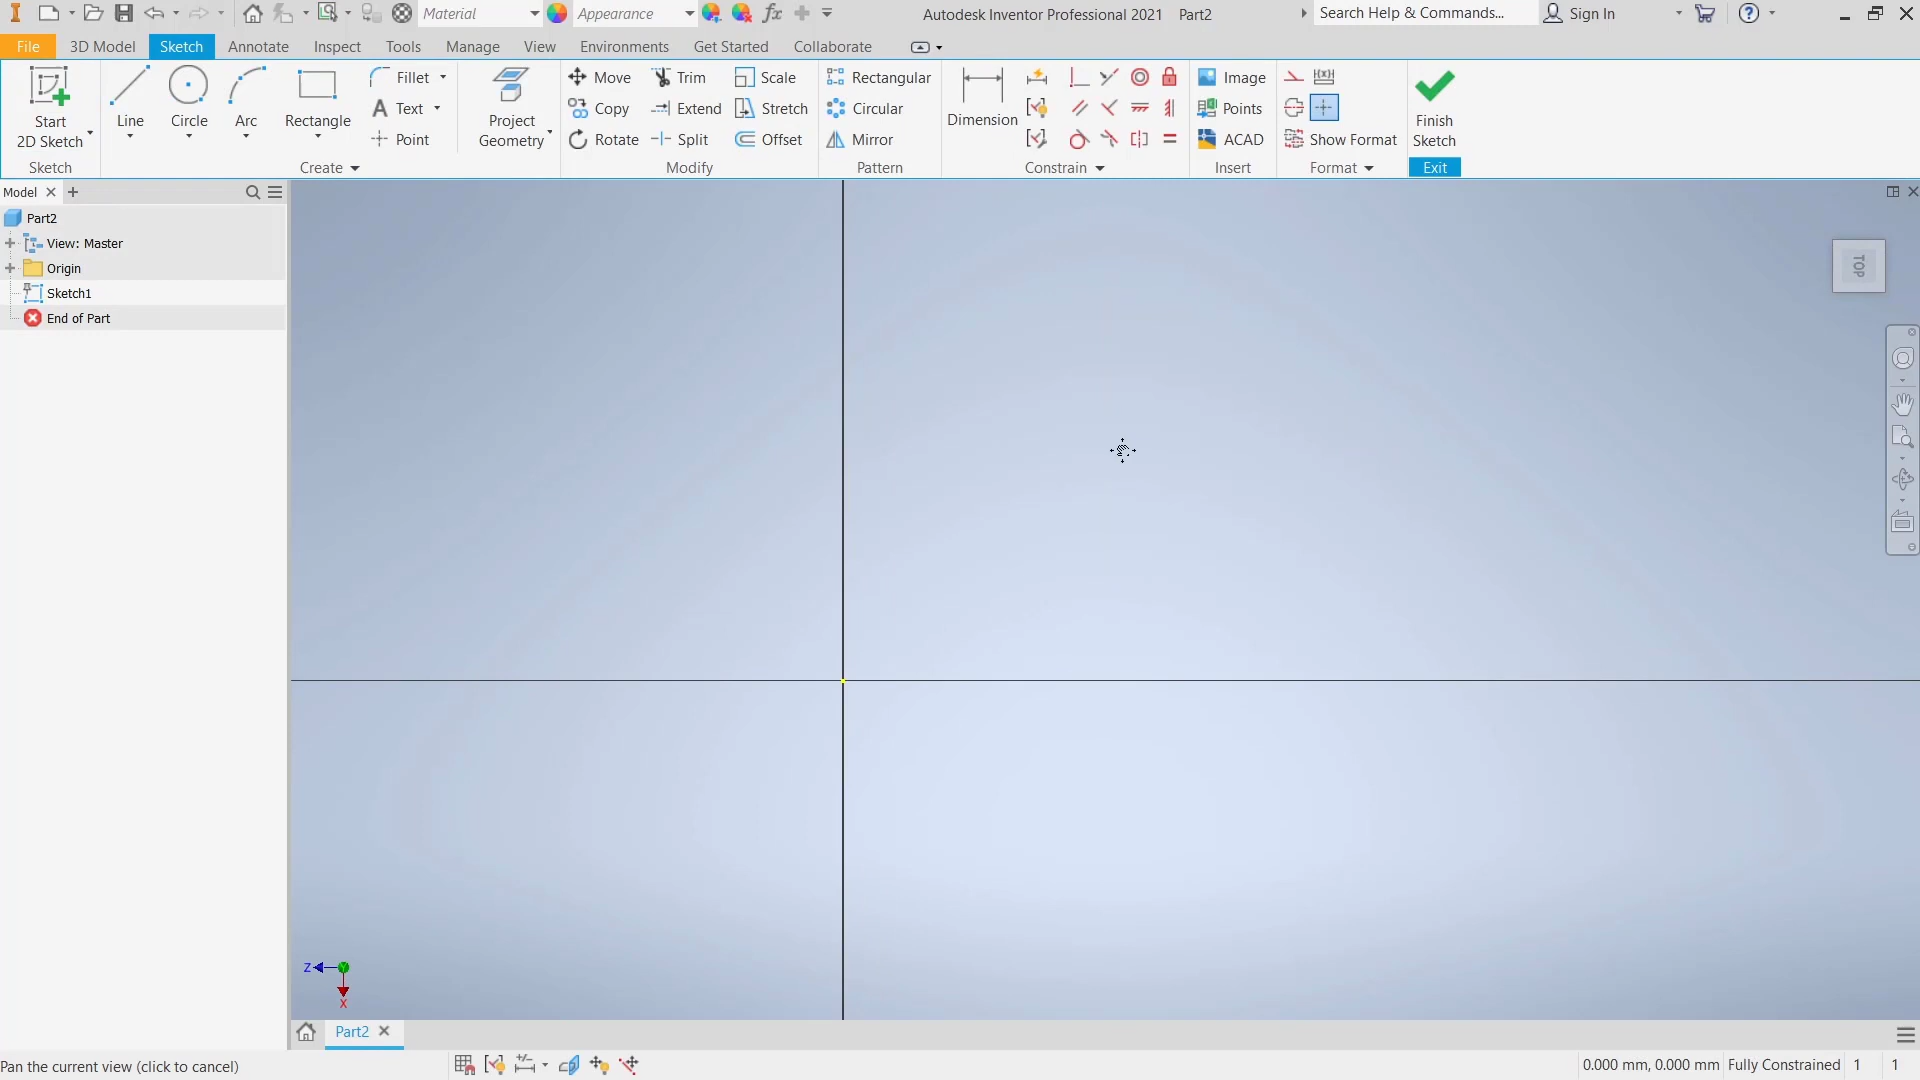 Material
Appearance
Autodesk Inventor Professional 2021 Part2
Search Help & Commands...
Sign In
File
3D Model
Sketch
Annotate
Inspect
Tools
Manage
View
Environments
Get Started
Collaborate
Start
2D Sketch
Line
Circle
Arc
Rectangle
Fillet
Text
Point
Project
Geometry
Move
Copy
Rotate
Trim
Extend
Split
Scale
Stretch
Offset
Rectangular
Circular
Mirror
Dimension
Image
Points
ACAD
Show Format
Finish
Sketch
Sketch
Create
Modify
Pattern
Constrain
Insert
Format
Exit
Model
Part2
View: Master
Origin
Sketch1
End of Part
TOP
Z
X
Part2
Pan the current view (click to cancel)
0.000 mm, 0.000 mm
Fully Constrained
1
1